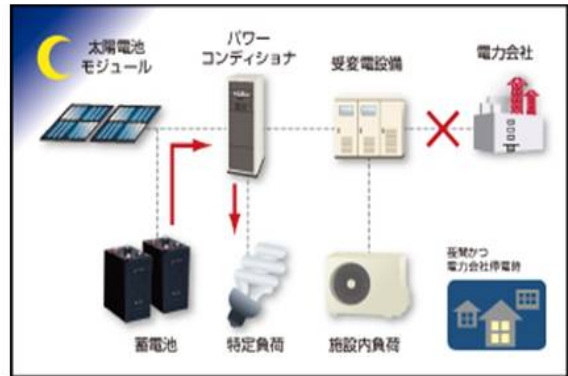 太陽電池
モジュール
パワー
コンディショナ
受変電設備
電力会社
蓄電池
特定負荷
施設内負荷
夜間かつ
電力会社停電時